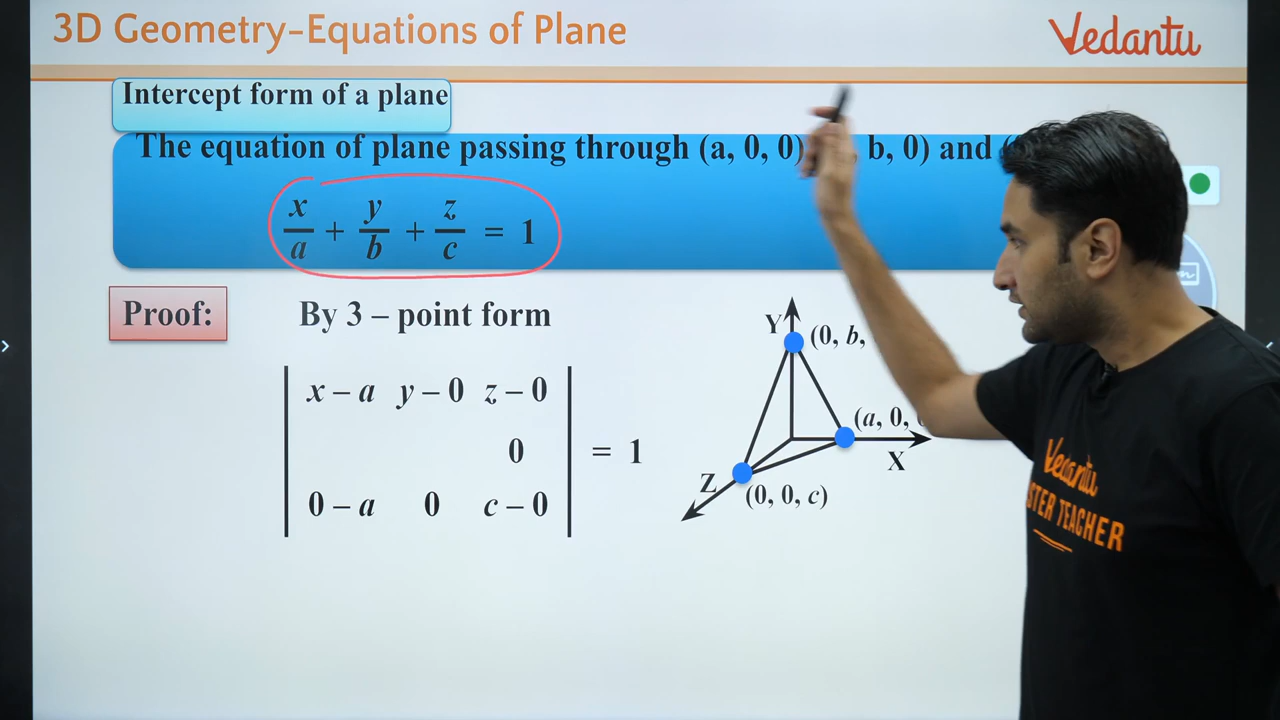 3D Geometry-Equations of Plane
Vedantu
Intercept form of a plane
The equation of plane passing through (a, 0, 0) b, 0) and (
x/a + y/b + z/c = 1
Proof:
By 3 – point form
x – a y – 0 z – 0
0
= 1
0 – a 0 c – 0
Y
(0, b,
(a, 0,
X
Z
(0, 0, c)
Vedantu
STER TEACHER